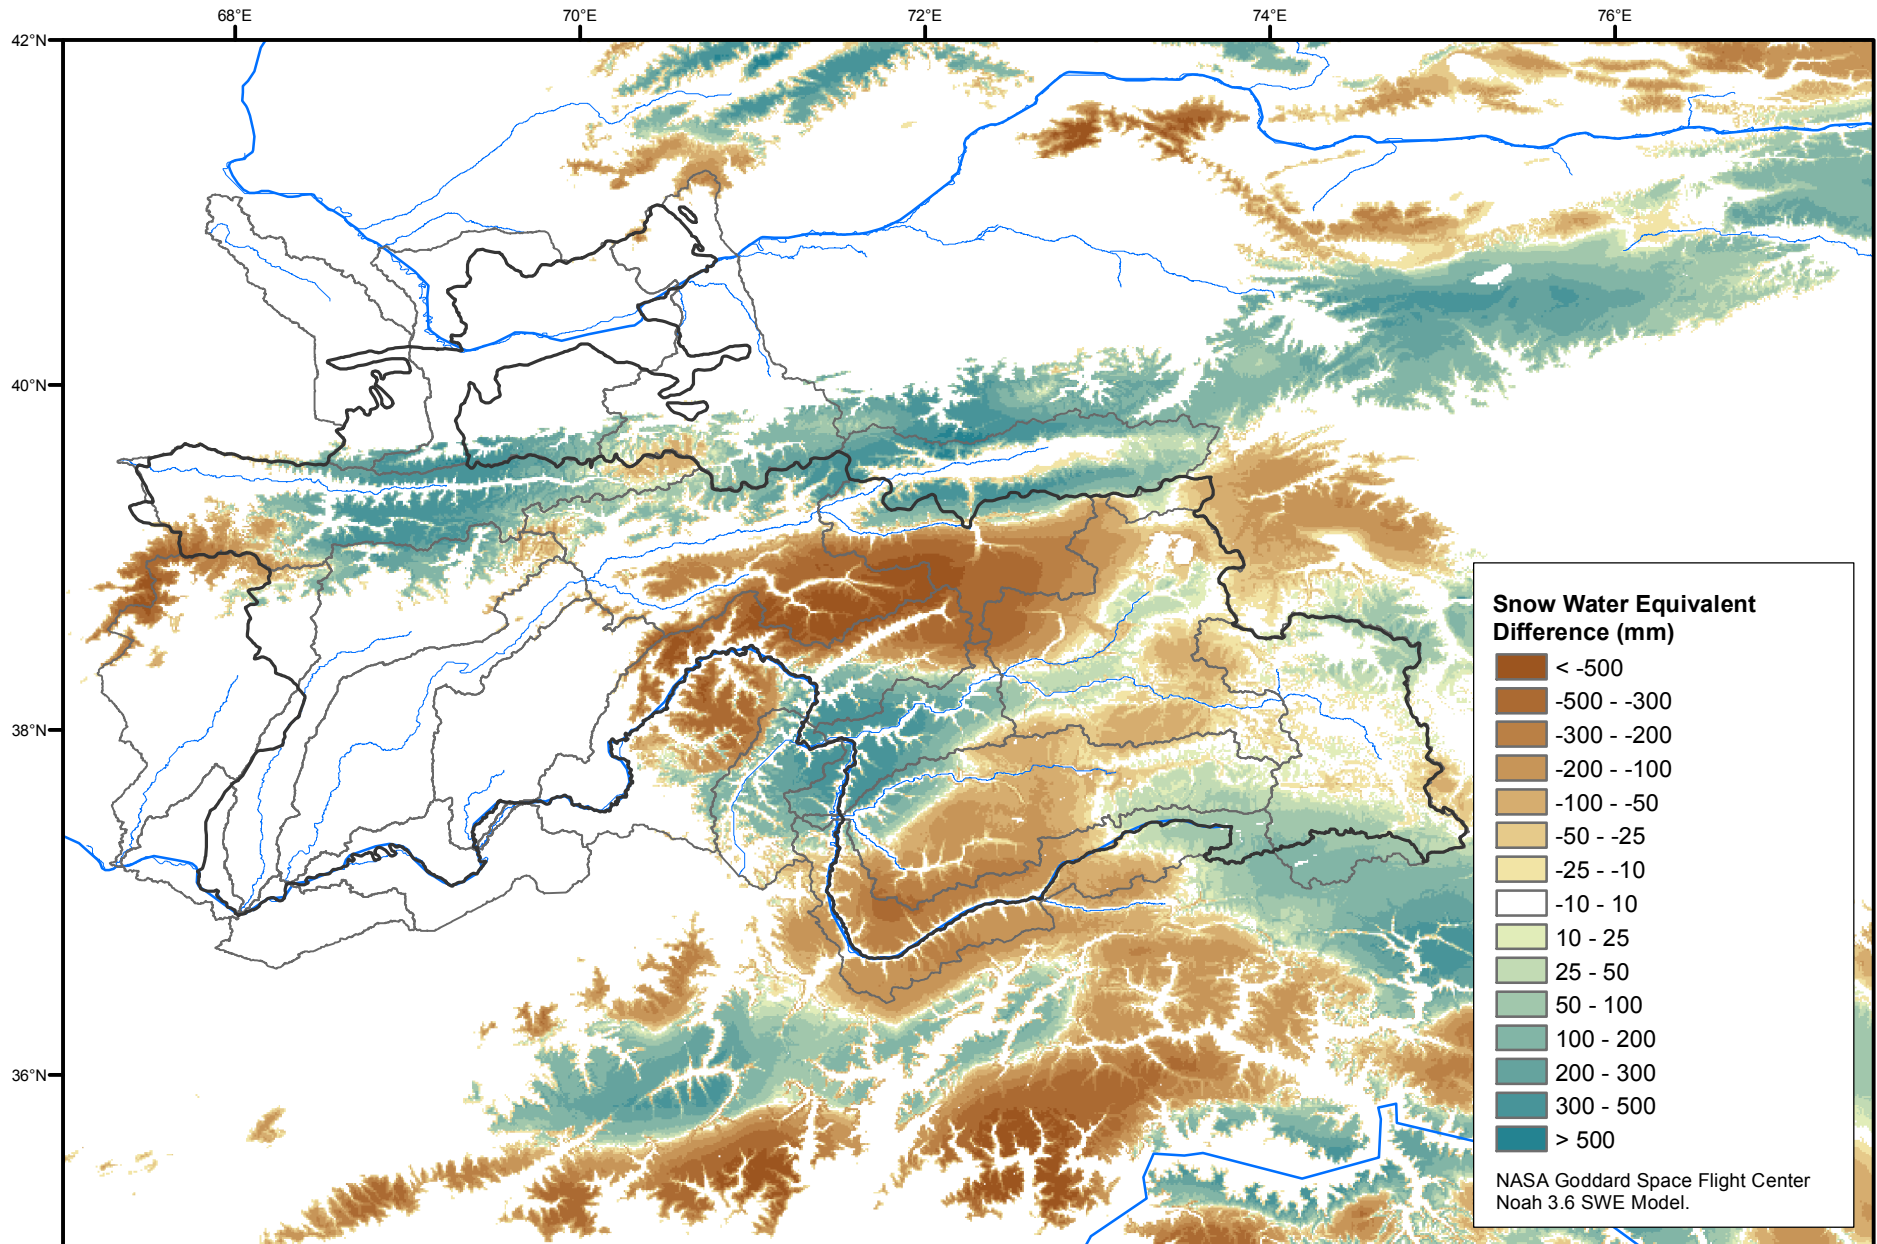 68°E
70°E
72°E
74°E
76°E
42°N
40°N
38°N
36°N
Snow Water Equivalent
Difference (mm)
< -500
-500 - -300
-300 - -200
-200 - -100
-100 - -50
-50 - -25
-25 - -10
-10 - 10
10 - 25
25 - 50
50 - 100
100 - 200
200 - 300
300 - 500
> 500
NASA Goddard Space Flight Center
Noah 3.6 SWE Model.